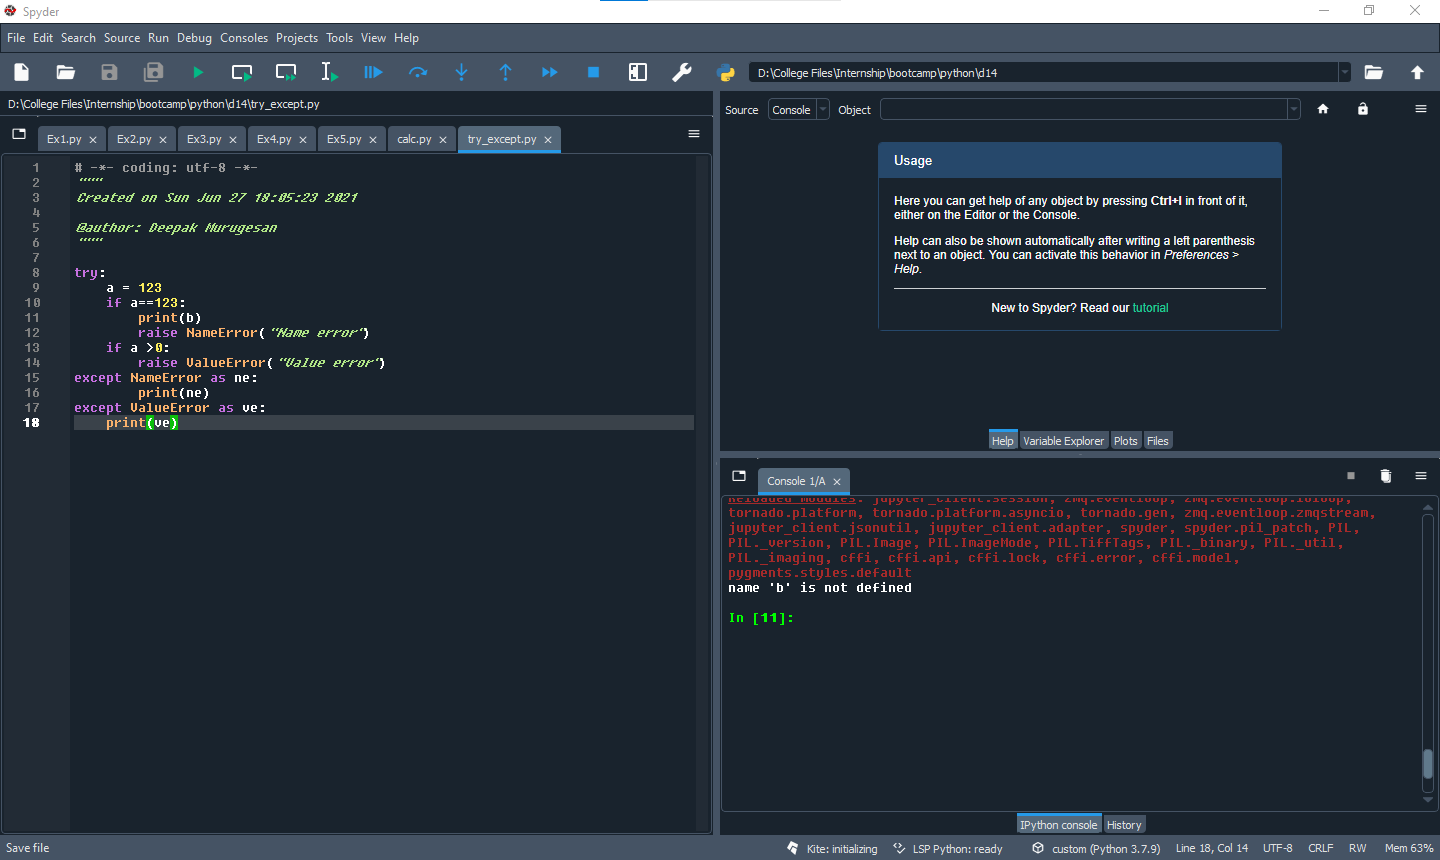 Spyder
File Edit Search Source Run Debug Consoles Projects Tools View Help
D:\College Files\Internship\bootcamp\python\d14
D:\College Files\Internship\bootcamp\python\d14\try_except.py
Ex1.py Ex2.py Ex3.py Ex4.py Ex5.py calc.py try_except.py
1 # -*- coding: utf-8 -*-
2 """
3 Created on Sun Jun 27 18:05:23 2021
4
5 @author: Deepak Murugesan
6 """
7
8 try:
9     a = 123
10     if a==123:
11         print(b)
12         raise NameError("Name error")
13     if a >0:
14         raise ValueError("Value error")
15 except NameError as ne:
16         print(ne)
17 except ValueError as ve:
18     print(ve)
Source Console Object
Usage
Here you can get help of any object by pressing Ctrl+I in front of it,
either on the Editor or the Console.
Help can also be shown automatically after writing a left parenthesis
next to an object. You can activate this behavior in Preferences >
Help.
New to Spyder? Read our tutorial
Help Variable Explorer Plots Files
Console 1/A
Reloaded modules: jupyter_client.session, zmq.eventloop, zmq.eventloop.ioloop,
tornado.platform, tornado.platform.asyncio, tornado.gen, zmq.eventloop.zmqstream,
jupyter_client.jsonutil, jupyter_client.adapter, spyder, spyder.pil_patch, PIL,
PIL._version, PIL.Image, PIL.ImageMode, PIL.TiffTags, PIL._binary, PIL._util,
PIL._imaging, cffi, cffi.api, cffi.lock, cffi.error, cffi.model,
pygments.styles.default
name 'b' is not defined
In [11]:
IPython console History
Save file Kite: initializing LSP Python: ready custom (Python 3.7.9) Line 18, Col 14 UTF-8 CRLF RW Mem 63%